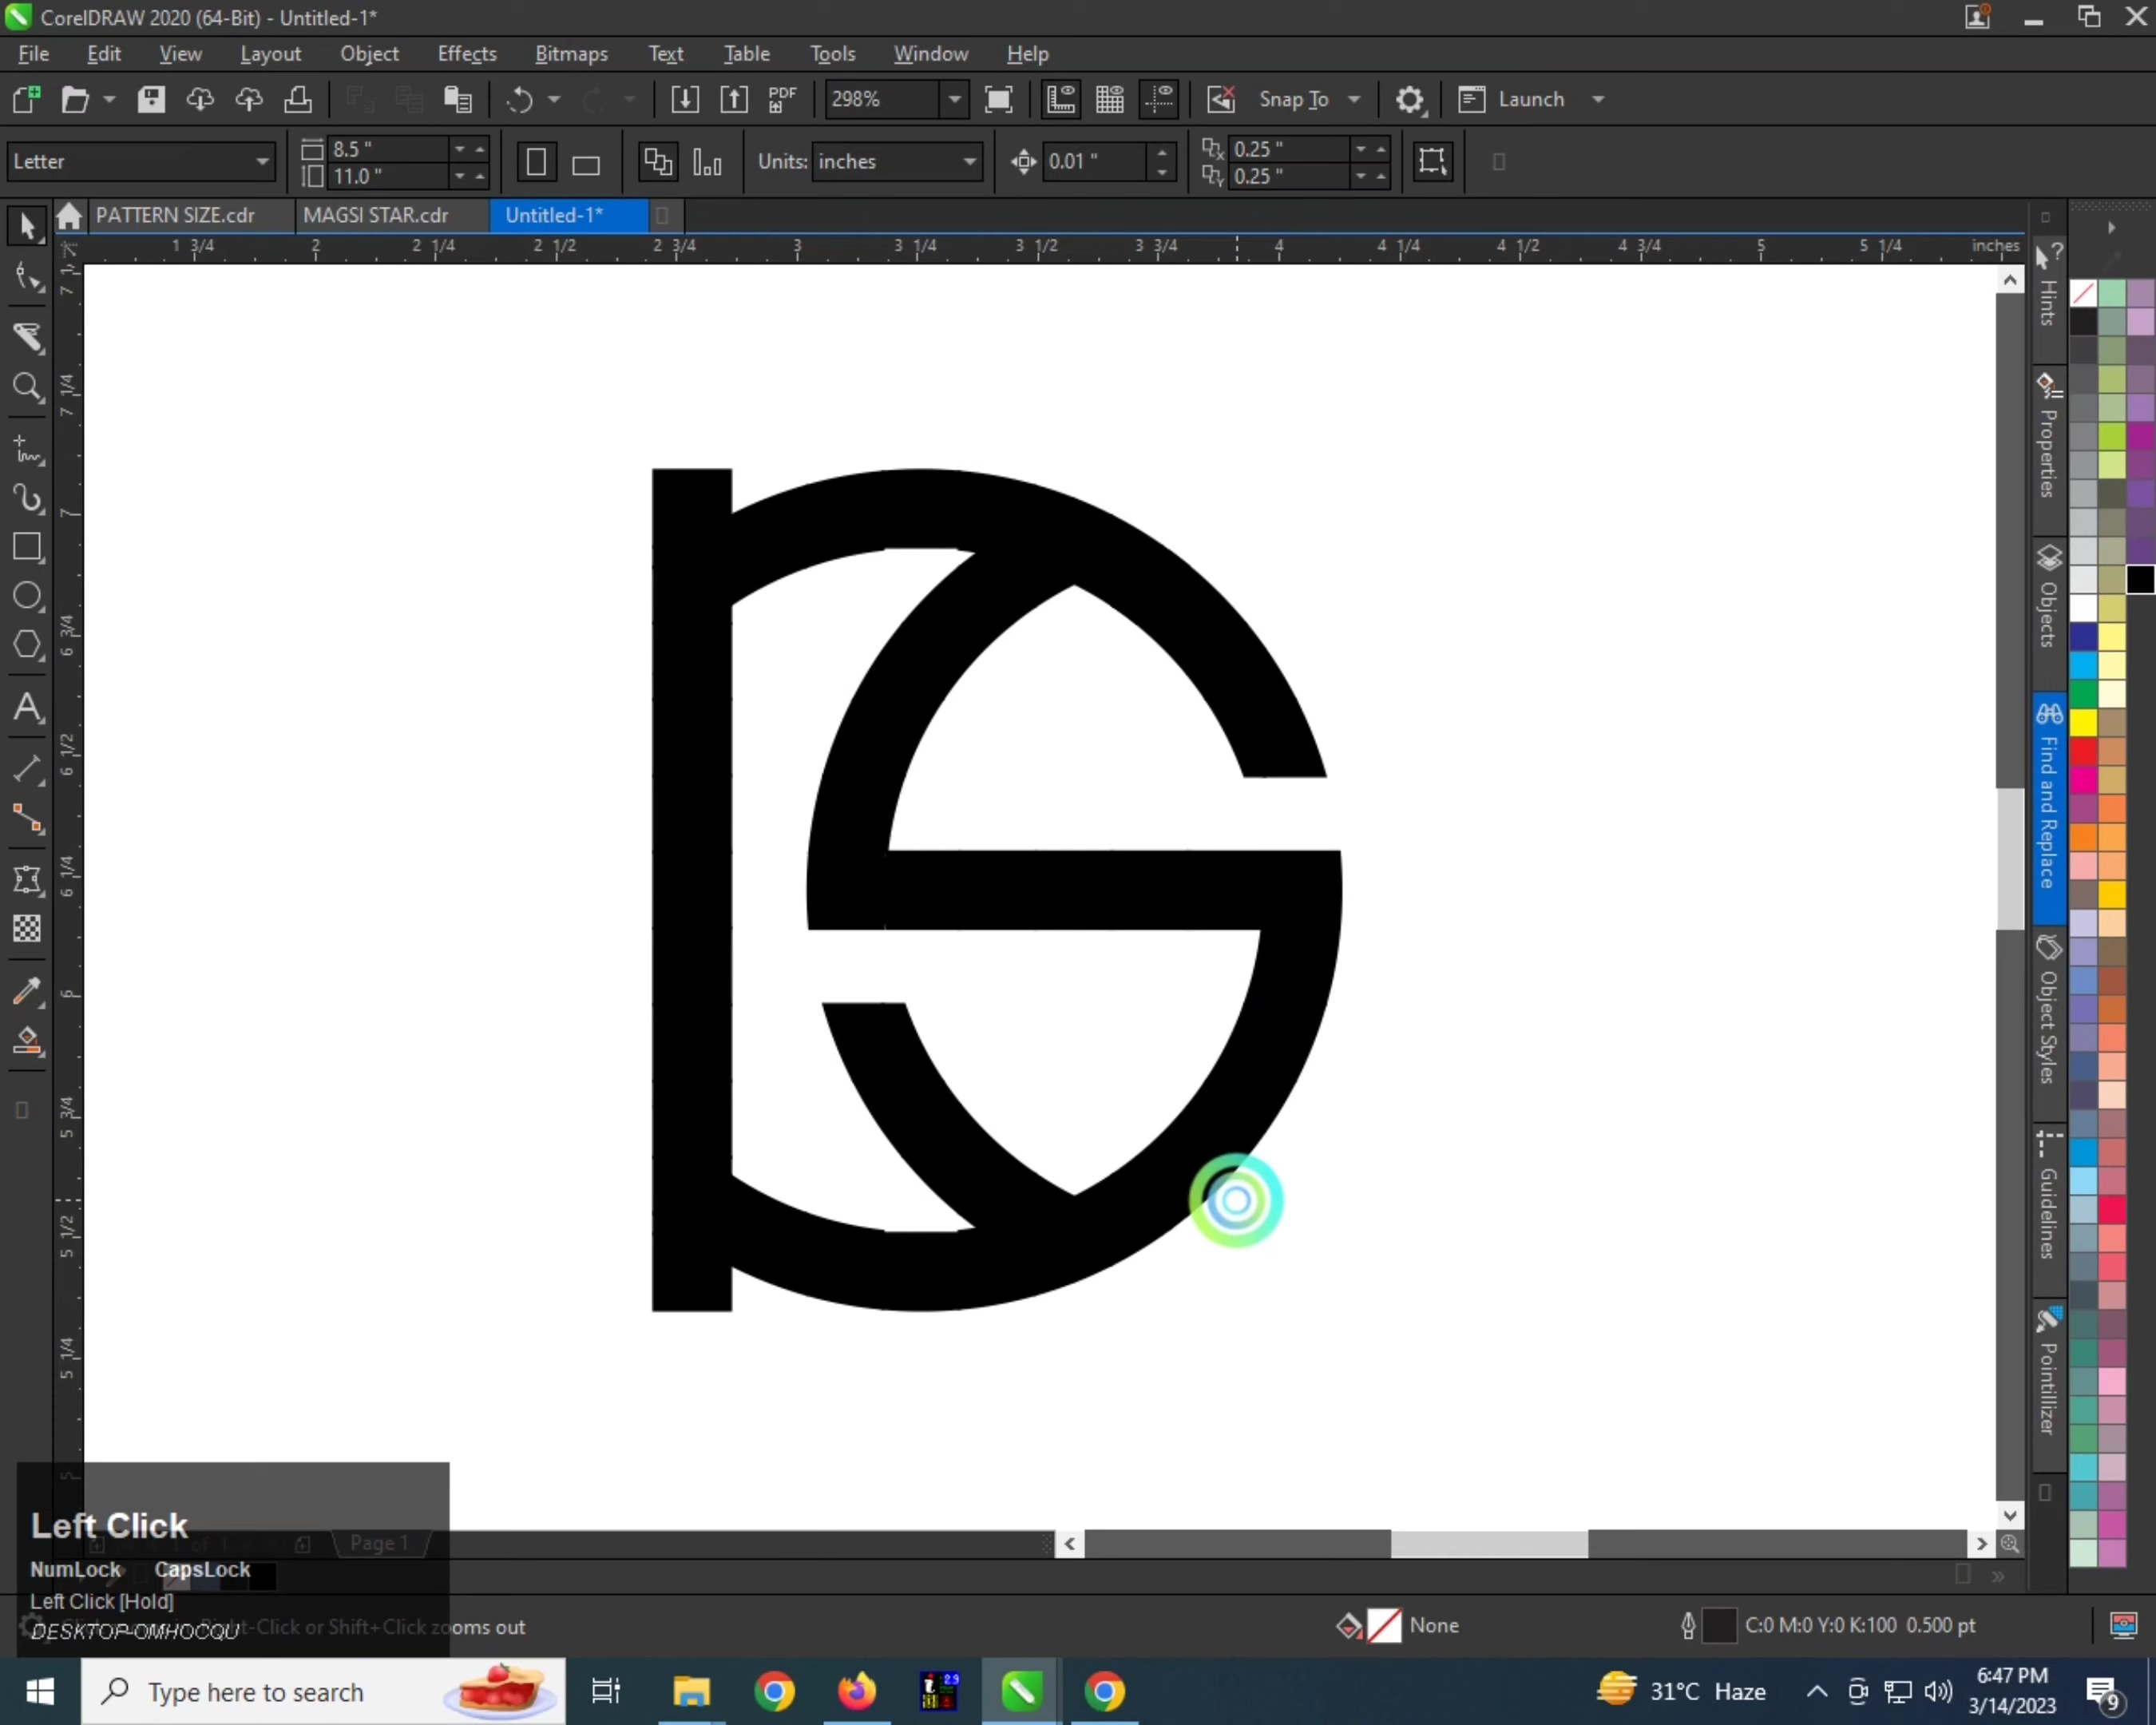 CorelDRAW 2020 (64-Bit) - Untitled-1*
File Edit View Layout Object Effects Bitmaps Text Table Tools Window Help
PDF 298% Snap To Launch
Letter 8.5 " 11.0 " Units: inches 0.01 " 0.25 " 0.25 "
PATTERN SIZE.cdr MAGSI STAR.cdr Untitled-1*
1 3/4 2 2 1/4 2 1/2 2 3/4 3 3 1/4 3 1/2 3 3/4 4 4 1/4 4 1/2 4 3/4 5 5 1/4 inches
7 1/4
7
6 3/4
6 1/2
6 1/4
6
5 3/4
5 1/2
5 1/4
5
Hints
Properties
Objects
Find and Replace
Object Styles
Guidelines
Pointillizer
Left Click
of 1 Page 1
NumLock CapsLock
Left Click [Hold]
DESKTOP-OMHOCQU
-Click or Shift+Click zooms out
None C:0 M:0 Y:0 K:100 0.500 pt
Type here to search
31°C Haze
6:47 PM
3/14/2023
9